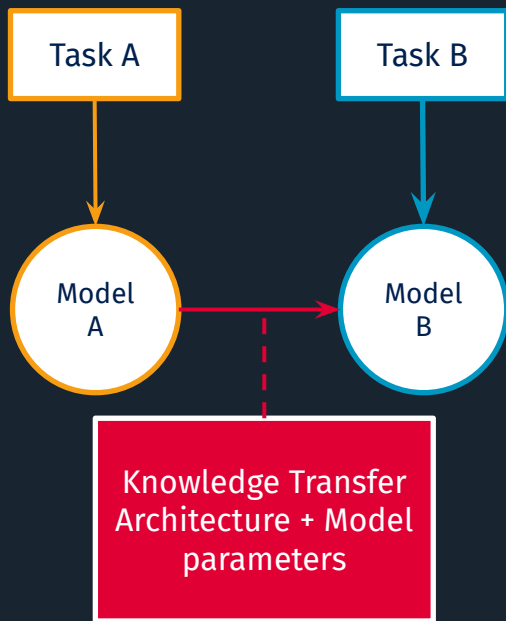 Task A
Task B
Model
A
Model
B
Knowledge Transfer
Architecture + Model
parameters